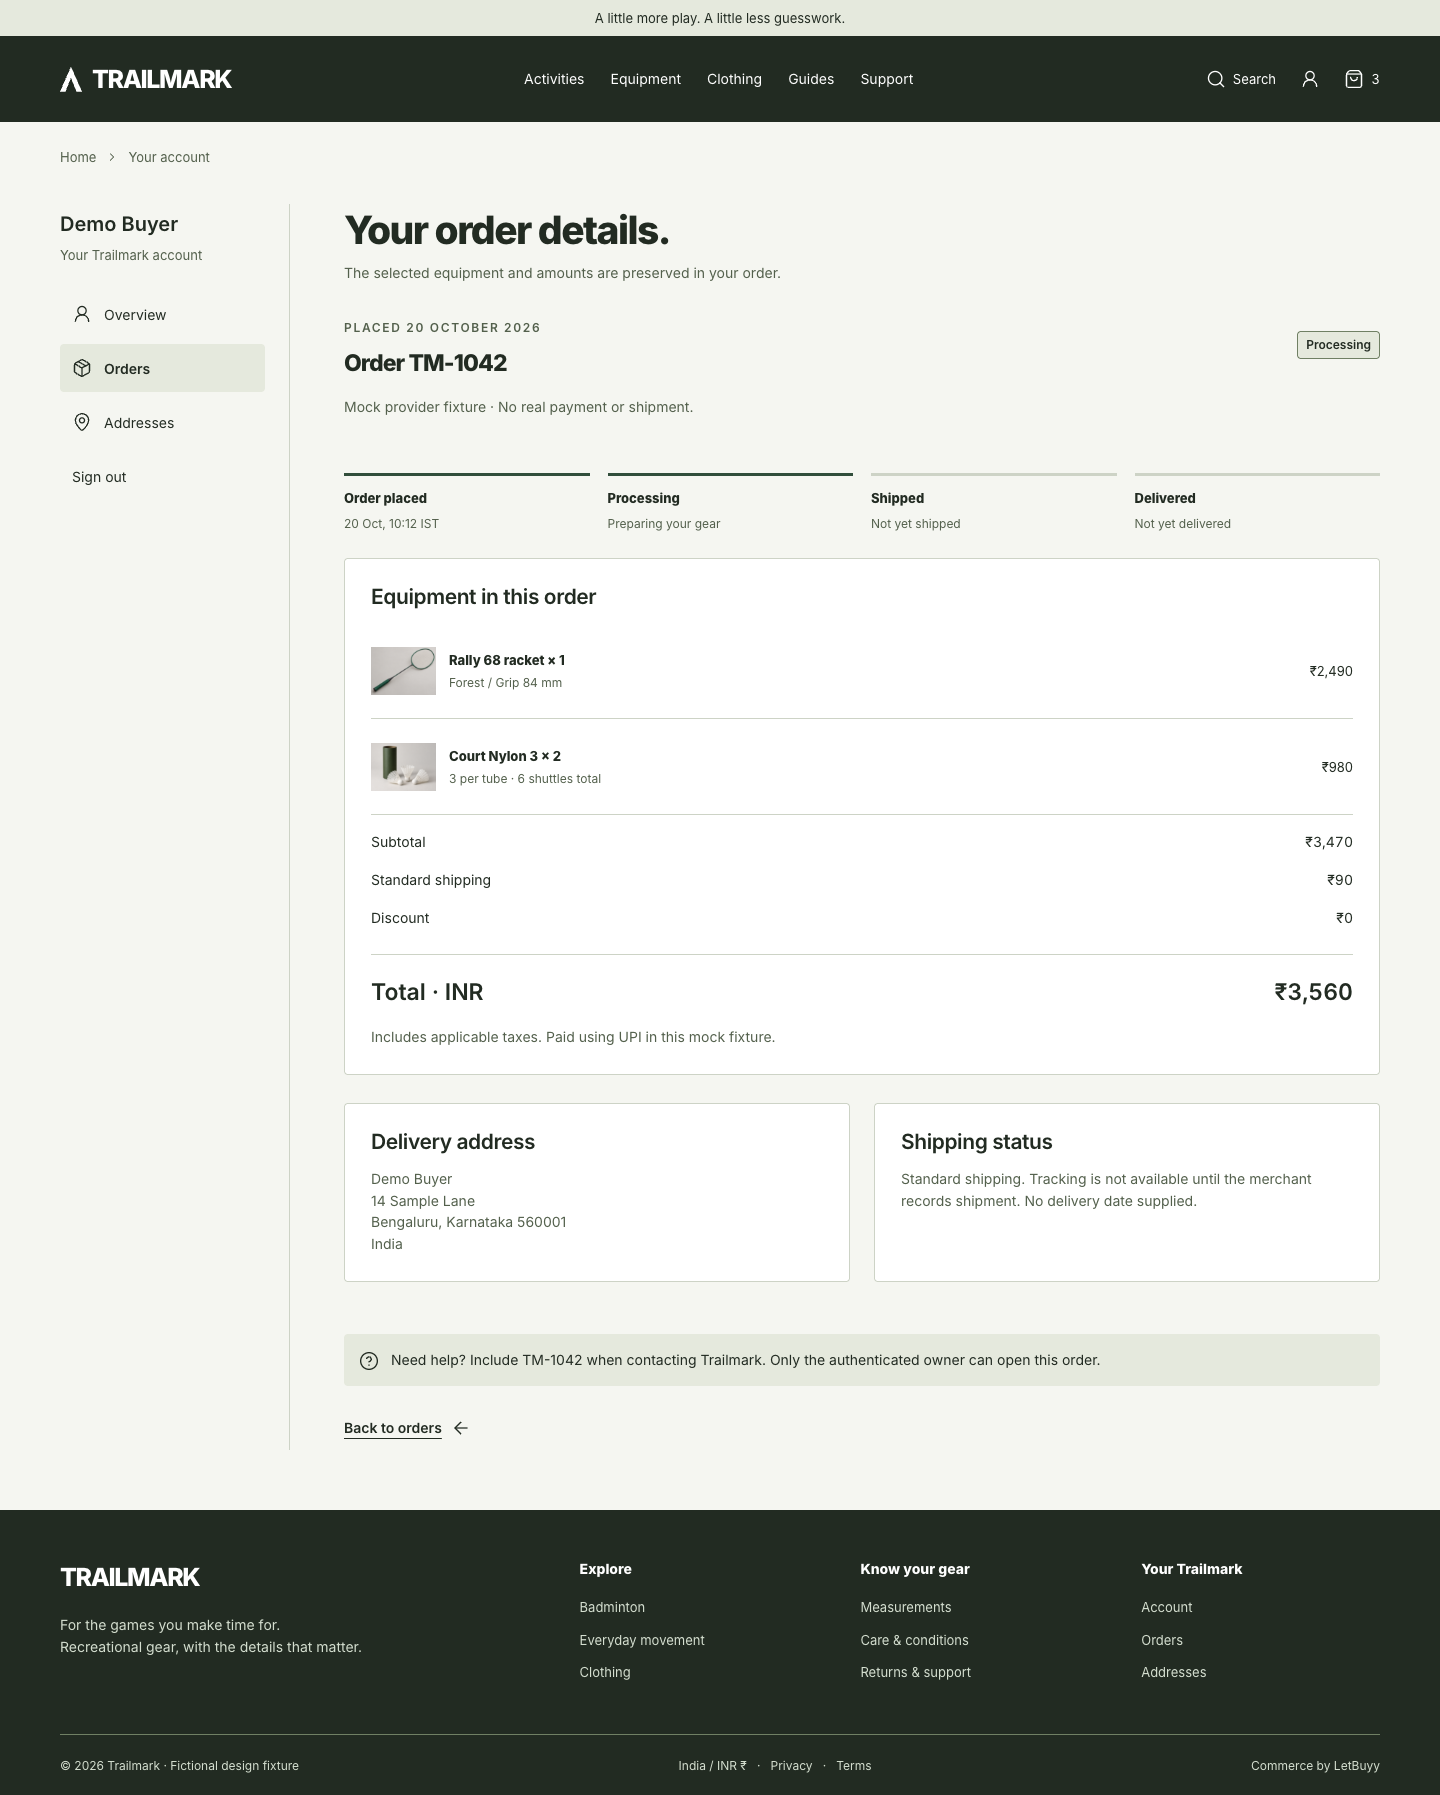 A little more play. A little less guesswork.
TRAILMARK
Activities Equipment Clothing Guides Support
Search 3
Home Your account
Demo Buyer
Your Trailmark account
Overview
Orders
Addresses
Sign out
Your order details.
The selected equipment and amounts are preserved in your order.
PLACED 20 OCTOBER 2026
Order TM-1042
Processing
Mock provider fixture · No real payment or shipment.
Order placed
20 Oct, 10:12 IST
Processing
Preparing your gear
Shipped
Not yet shipped
Delivered
Not yet delivered
Equipment in this order
Rally 68 racket × 1
Forest / Grip 84 mm
₹2,490
Court Nylon 3 × 2
3 per tube · 6 shuttles total
₹980
Subtotal ₹3,470
Standard shipping ₹90
Discount ₹0
Total · INR ₹3,560
Includes applicable taxes. Paid using UPI in this mock fixture.
Delivery address
Demo Buyer
14 Sample Lane
Bengaluru, Karnataka 560001
India
Shipping status
Standard shipping. Tracking is not available until the merchant
records shipment. No delivery date supplied.
Need help? Include TM-1042 when contacting Trailmark. Only the authenticated owner can open this order.
Back to orders
TRAILMARK
For the games you make time for.
Recreational gear, with the details that matter.
Explore
Badminton
Everyday movement
Clothing
Know your gear
Measurements
Care & conditions
Returns & support
Your Trailmark
Account
Orders
Addresses
© 2026 Trailmark · Fictional design fixture
India / INR ₹ · Privacy · Terms
Commerce by LetBuyy